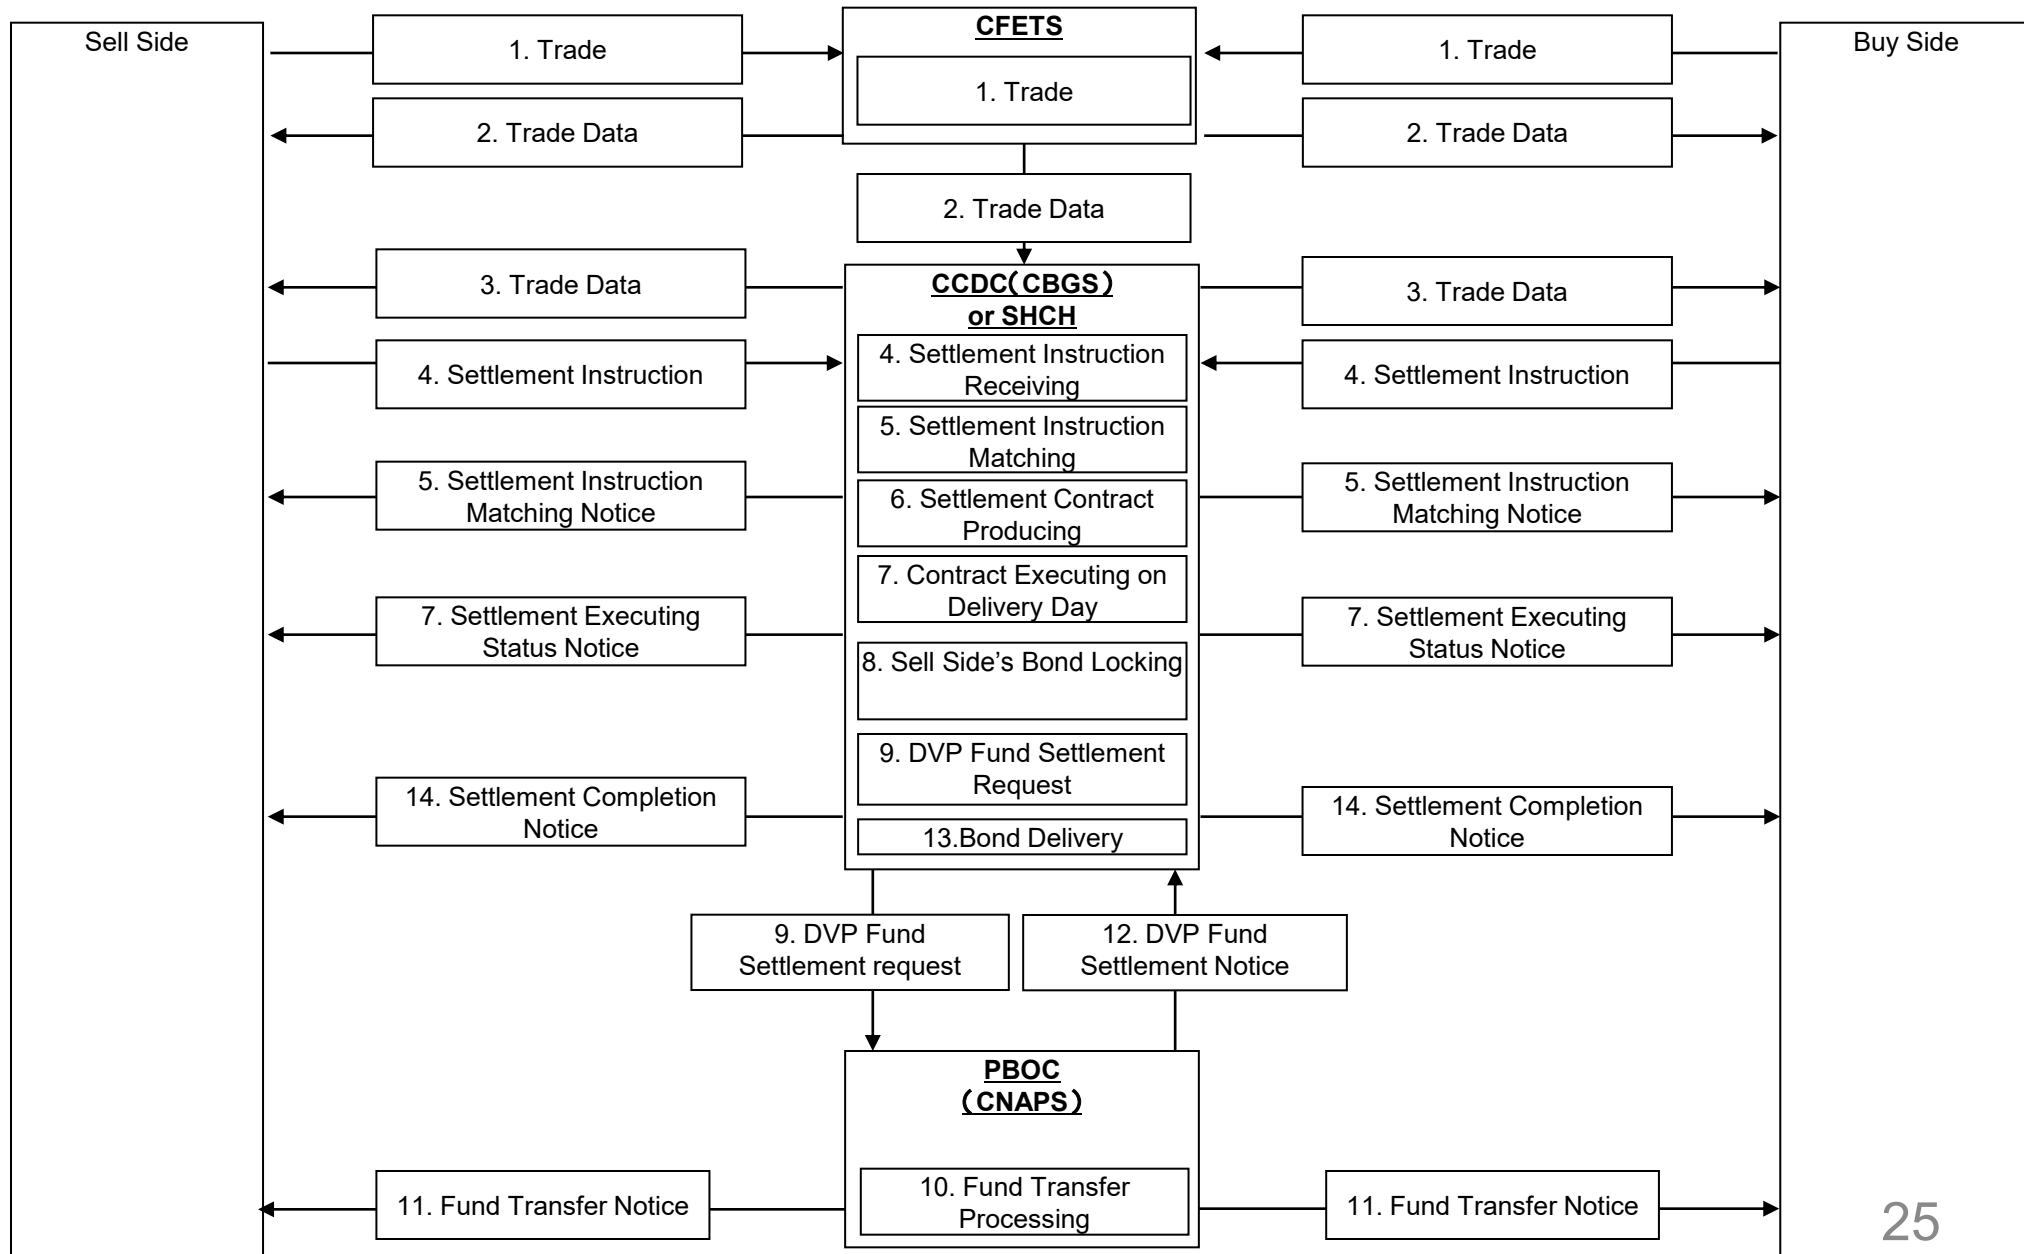 Sell Side
1. Trade
CFETS
1. Trade
1. Trade
Buy Side
2. Trade Data
2. Trade Data
2. Trade Data
3. Trade Data
CCDC(CBGS)
or SHCH
3. Trade Data
4. Settlement Instruction
4. Settlement Instruction
Receiving
4. Settlement Instruction
5. Settlement Instruction
Matching
5. Settlement Instruction
Matching Notice
6. Settlement Contract
Producing
5. Settlement Instruction
Matching Notice
7. Contract Executing on
Delivery Day
7. Settlement Executing
Status Notice
7. Settlement Executing
Status Notice
8. Sell Side’s Bond Locking
9. DVP Fund Settlement
Request
14. Settlement Completion
Notice
13.Bond Delivery
14. Settlement Completion
Notice
9. DVP Fund
Settlement request
12. DVP Fund
Settlement Notice
PBOC
(CNAPS)
11. Fund Transfer Notice
10. Fund Transfer
Processing
11. Fund Transfer Notice
25